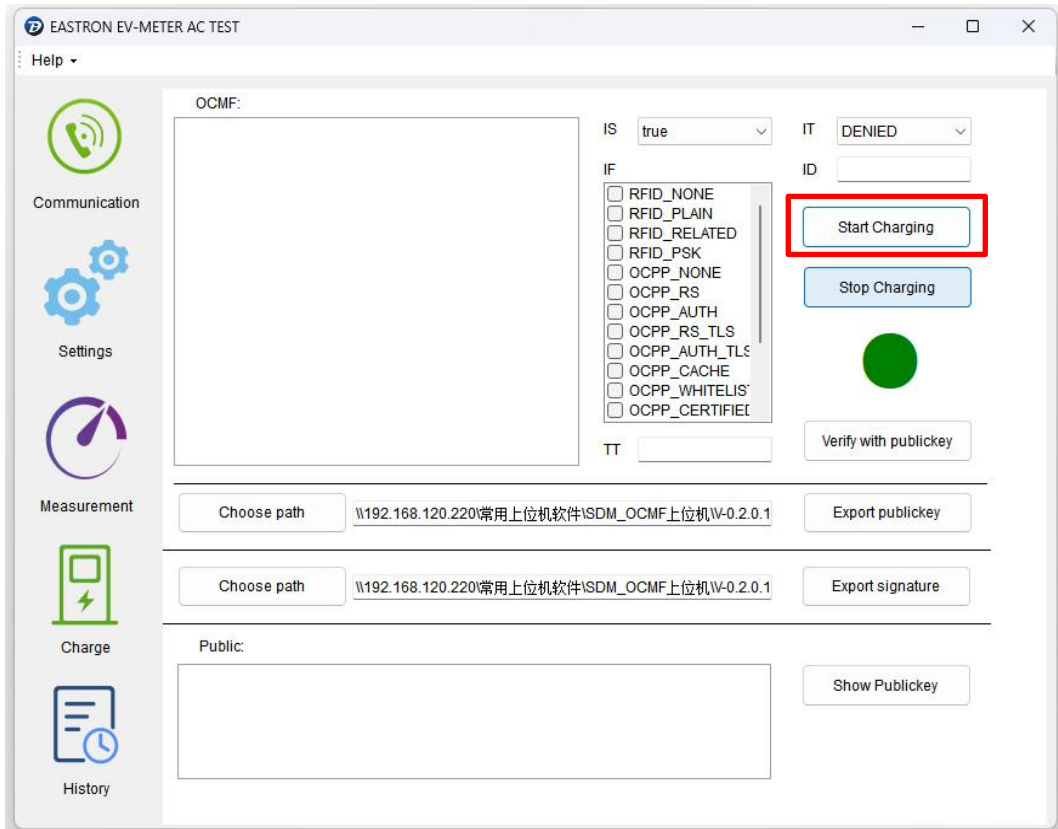 EASTRON EV-METER AC TEST
Help
Communication
Settings
Measurement
Charge
History
OCMF:
IS true
IT DENIED
IF
ID
RFID_NONE
RFID_PLAIN
RFID_RELATED
RFID_PSK
OCPP_NONE
OCPP_RS
OCPP_AUTH
OCPP_RS_TLS
OCPP_AUTH_TLS
OCPP_CACHE
OCPP_WHITELIS
OCPP_CERTIFIED
TT
Start Charging
Stop Charging
Verify with publickey
Choose path \\192.168.120.220\常用上位机软件\SDM_OCMF上位机\\V-0.2.0.1 Export publickey
Choose path \\192.168.120.220\常用上位机软件\SDM_OCMF上位机\\V-0.2.0.1 Export signature
Public:
Show Publickey